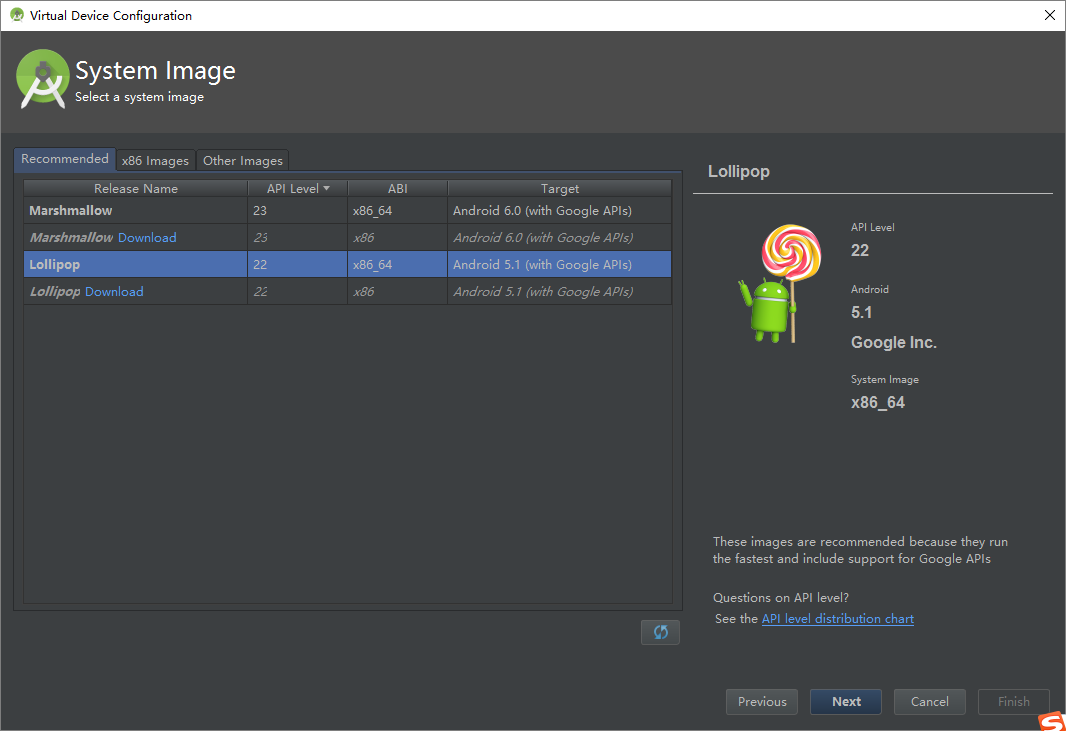 Virtual Device Configuration
System Image
Select a system image
Recommended x86 Images Other Images
Release Name API Level ABI Target
Marshmallow 23 x86_64 Android 6.0 (with Google APIs)
Marshmallow Download 23 x86 Android 6.0 (with Google APIs)
Lollipop 22 x86_64 Android 5.1 (with Google APIs)
Lollipop Download 22 x86 Android 5.1 (with Google APIs)
Lollipop
API Level
22
Android
5.1
Google Inc.
System Image
x86_64
These images are recommended because they run
the fastest and include support for Google APIs
Questions on API level?
See the API level distribution chart
Previous Next Cancel Finish